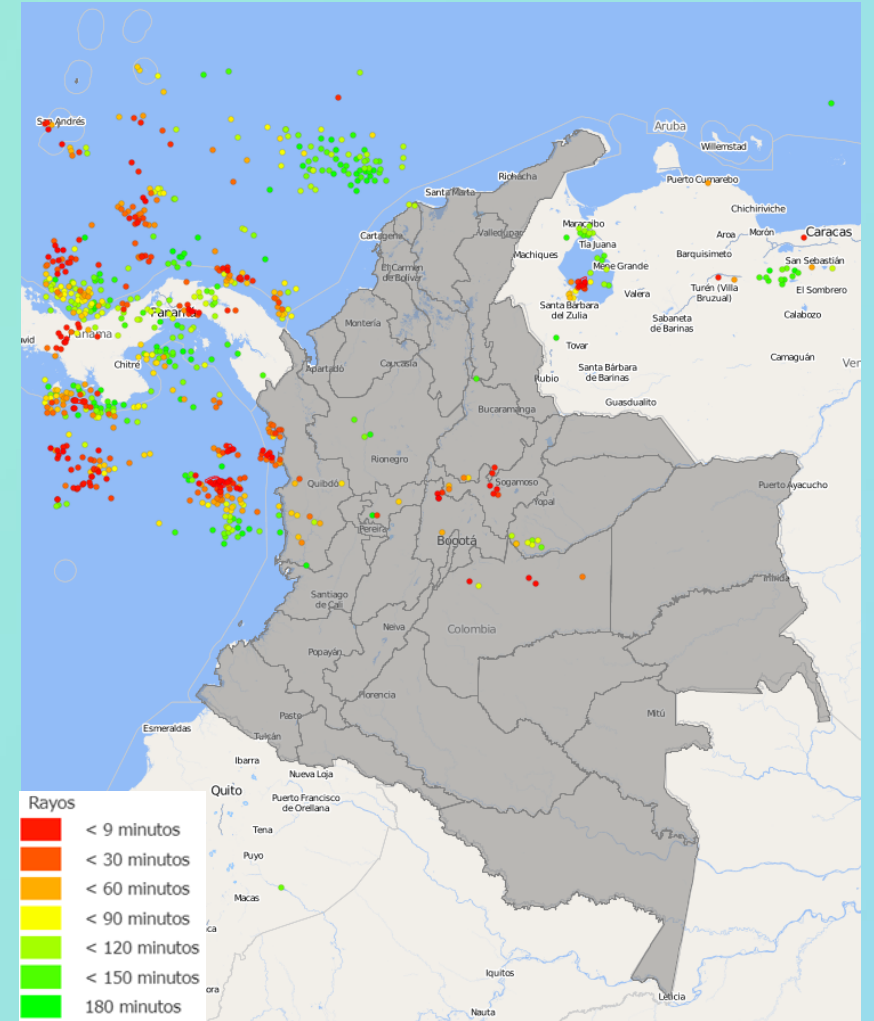 San Andrés
Aruba
Willemstad
Riohacha
Puerto Cumarebo
Santa Marta
Chichiriviche
Maracaibo
Valledupar
Cartagena
Aroa
Morón
Caracas
Tía Juana
Machiques
Barquisimeto
San Sebastián
El Carmen
de Bolívar
Mene Grande
Turén (Villa
Bruzual)
El Sombrero
Valera
Santa Bárbara
del Zulia
Panamá
Sabaneta
de Barinas
Calabozo
Montería
Panama
vid
Tovar
Camaguán
Ver
Chitré
Apartadó
Caucasia
Santa Bárbara
de Barinas
Rubio
Guasdualito
Bucaramanga
Rionegro
Quibdó
Sogamoso
Puerto Ayacucho
Yopal
Pereira
Bogotá
Inírida
Santiago
de Cali
Neiva
Colombia
Popayán
Florencia
Pasto
Mitú
Esmeraldas
Tulcán
Ibarra
Nueva Loja
Quito
Puerto Francisco
de Orellana
Tena
Puyo
Macas
Iquitos
Leticia
Nauta
ca
ora
Rayos
< 9 minutos
< 30 minutos
< 60 minutos
< 90 minutos
< 120 minutos
< 150 minutos
180 minutos